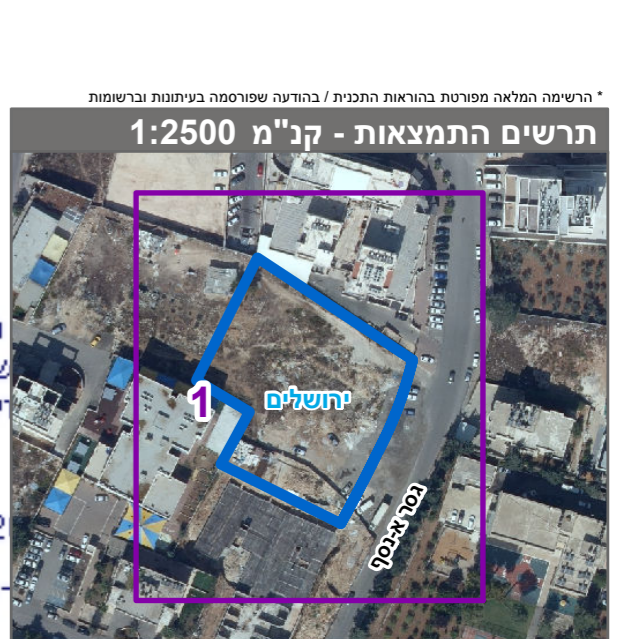 * הרשימה המלאה מפורטת בהוראות התכנית / בהודעה שפורסמה בעיתונות וברשומות
תרשים התמצאות - קנ"מ 1:2500
ירושלים
1
גסר א-נסף